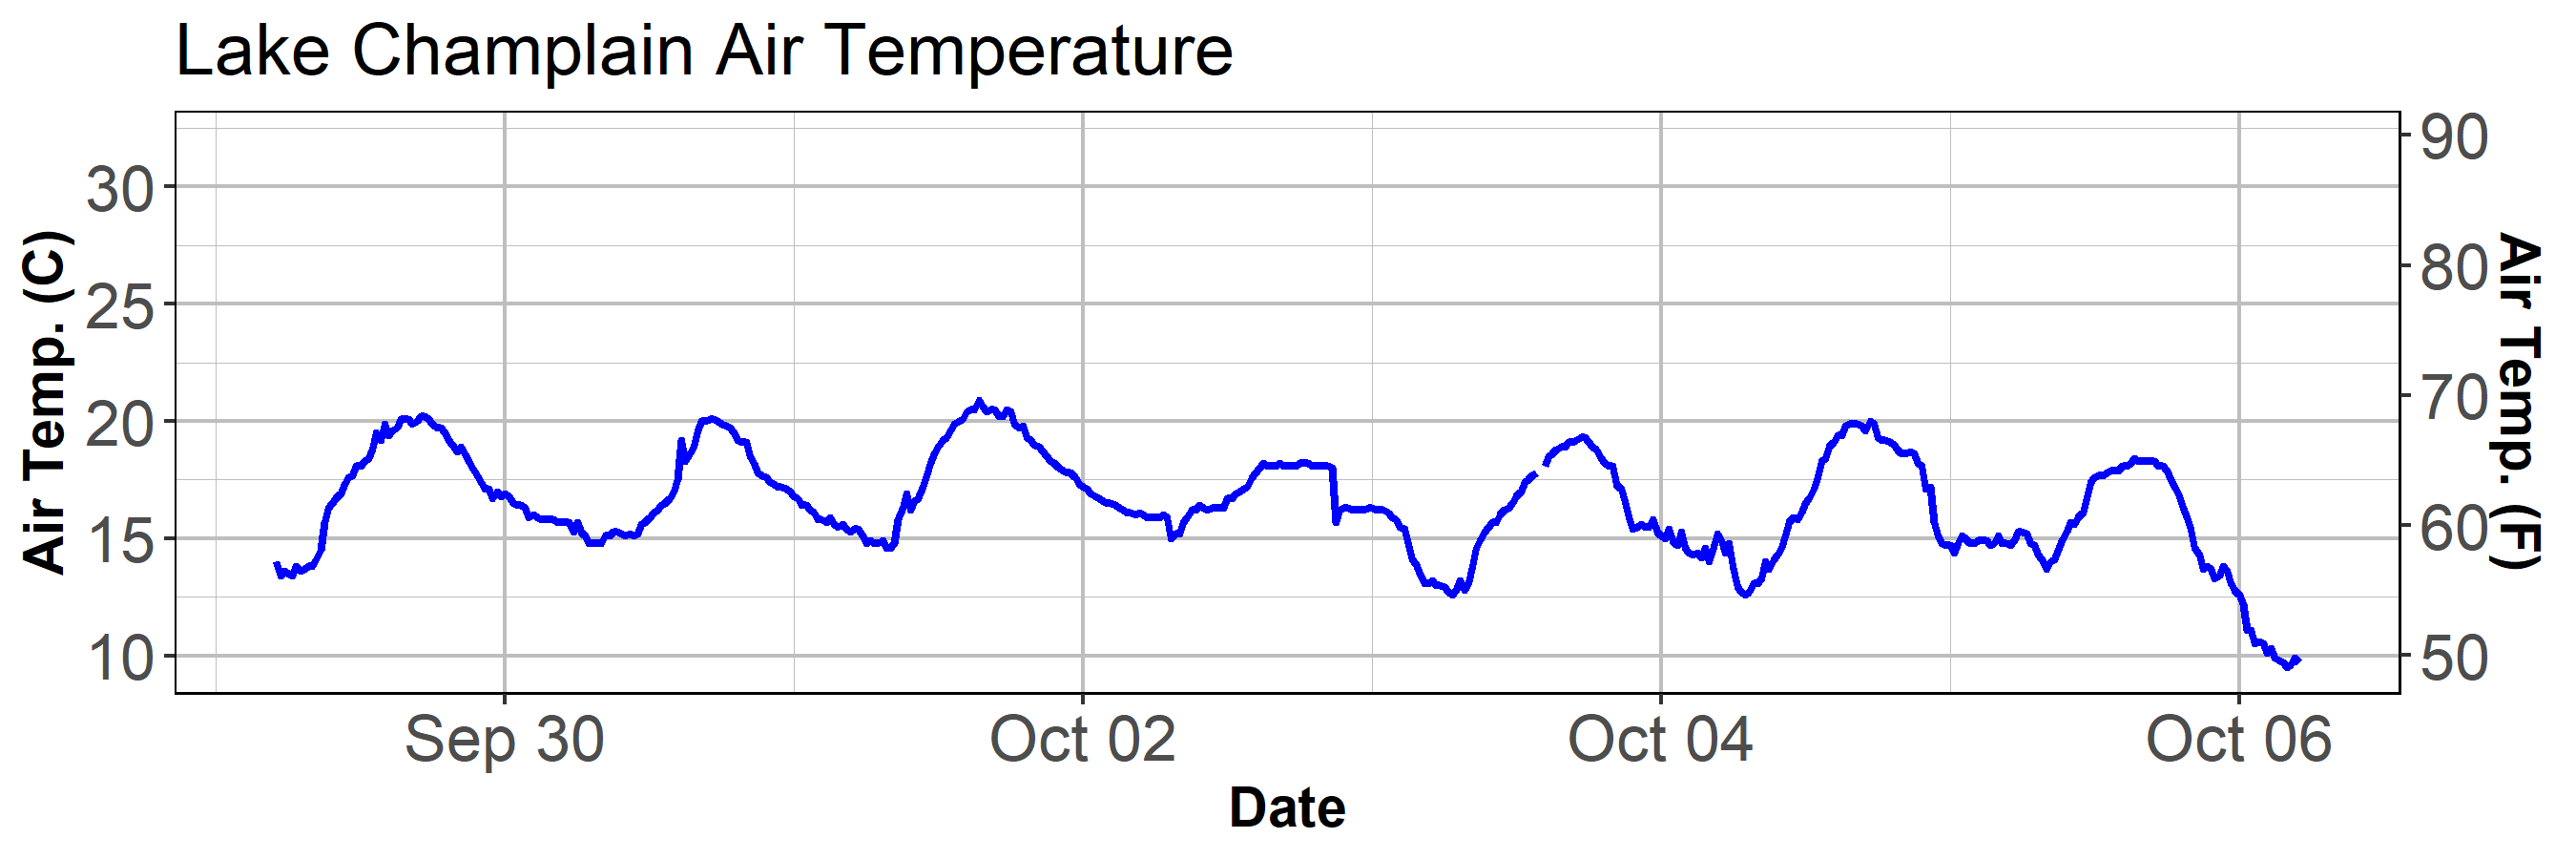 Lake Champlain Air Temperature
Air Temp. (C)
30
25
20
15
10
90
80
70
60
50
Air Temp. (F)
Sep 30
Oct 02
Oct 04
Oct 06
Date